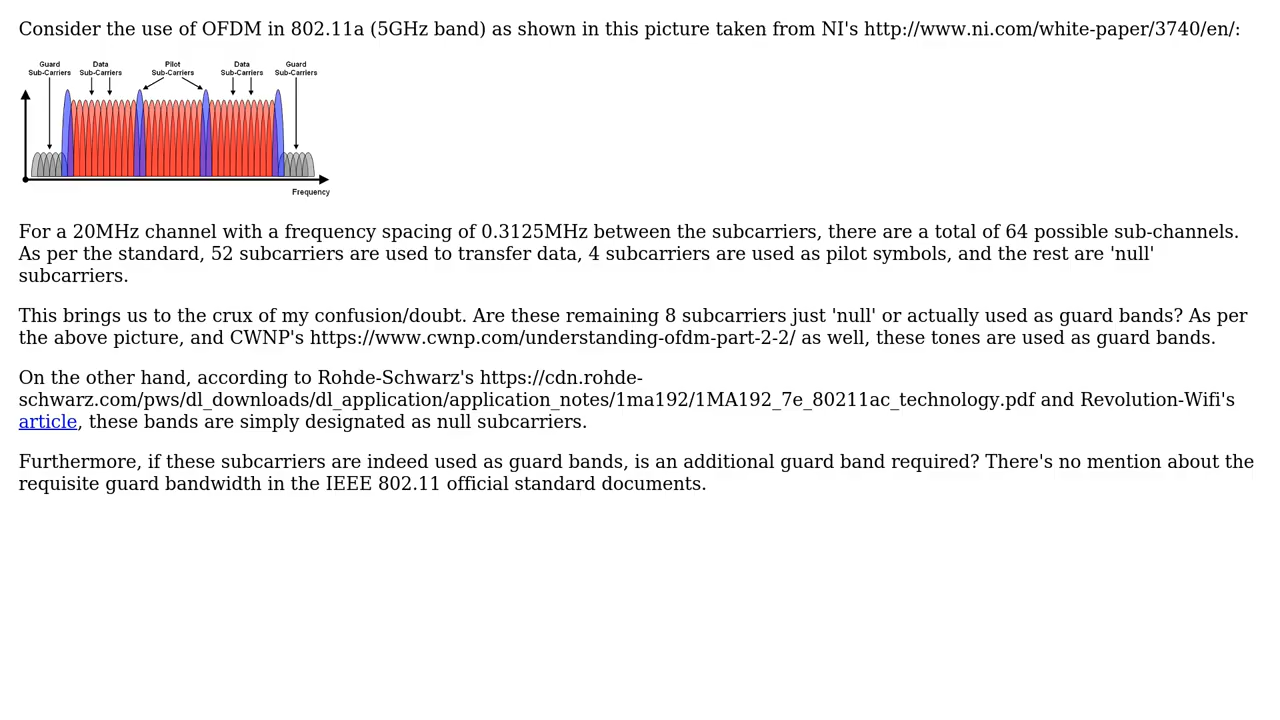 Consider the use of OFDM in 802.11a (5GHz band) as shown in this picture taken from NI's http://www.ni.com/white-paper/3740/en/:
Guard Data Pilot Data Guard
Sub-Carriers Sub-Carriers Sub-Carriers Sub-Carriers Sub-Carriers
Frequency
For a 20MHz channel with a frequency spacing of 0.3125MHz between the subcarriers, there are a total of 64 possible sub-channels.
As per the standard, 52 subcarriers are used to transfer data, 4 subcarriers are used as pilot symbols, and the rest are 'null'
subcarriers.
This brings us to the crux of my confusion/doubt. Are these remaining 8 subcarriers just 'null' or actually used as guard bands? As per
the above picture, and CWNP's https://www.cwnp.com/understanding-ofdm-part-2-2/ as well, these tones are used as guard bands.
On the other hand, according to Rohde-Schwarz's https://cdn.rohde-
schwarz.com/pws/dl_downloads/dl_application/application_notes/1ma192/1MA192_7e_80211ac_technology.pdf and Revolution-Wifi's
article, these bands are simply designated as null subcarriers.
Furthermore, if these subcarriers are indeed used as guard bands, is an additional guard band required? There's no mention about the
requisite guard bandwidth in the IEEE 802.11 official standard documents.